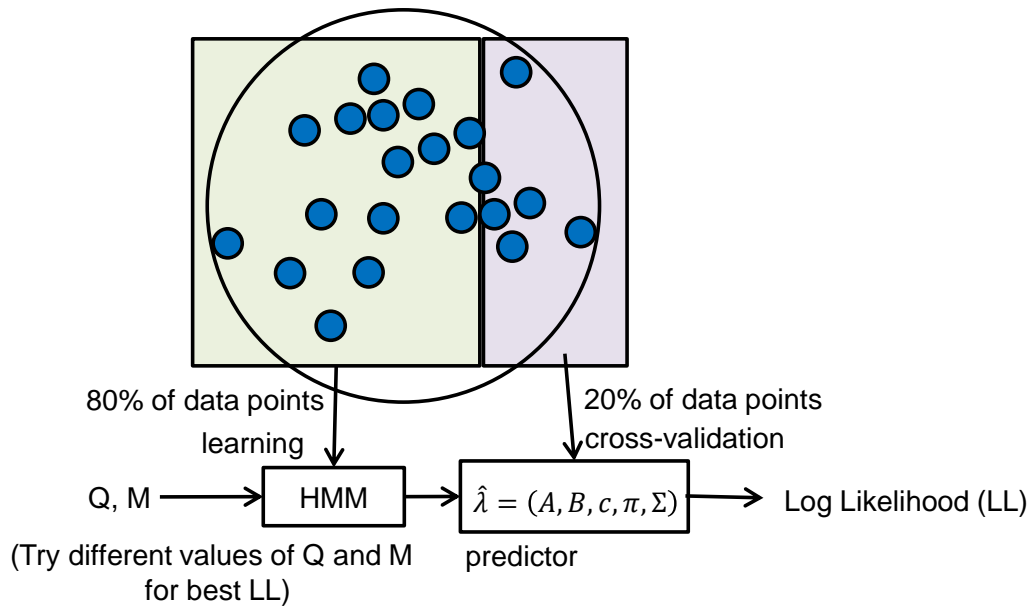 80% of data points
learning
20% of data points
cross-validation
Q, M
HMM
λ̂ = (A, B, c, π, Σ)
Log Likelihood (LL)
(Try different values of Q and M
for best LL)
predictor